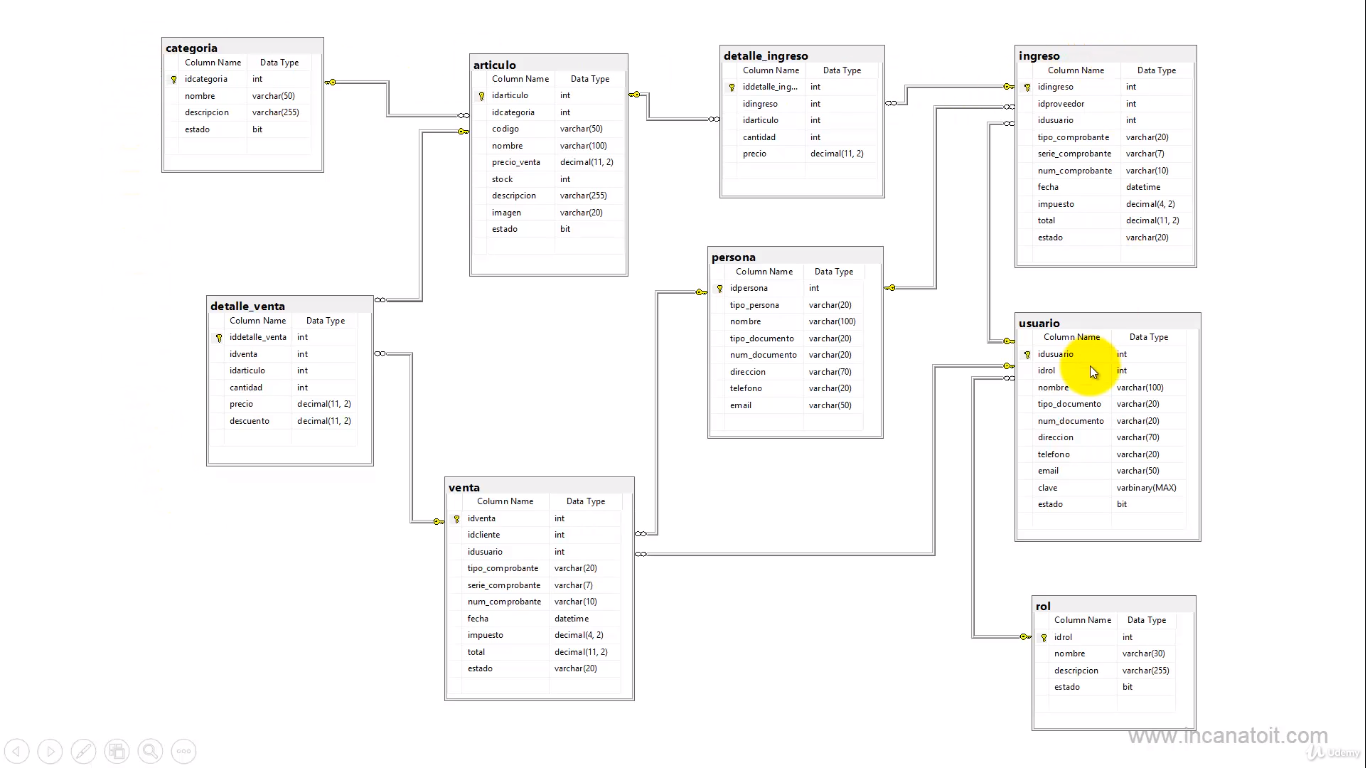 categoria
Column Name Data Type
idcategoria int
nombre varchar(50)
descripcion varchar(255)
estado bit
articulo
Column Name Data Type
idarticulo int
idcategoria int
codigo varchar(50)
nombre varchar(100)
precio_venta decimal(11, 2)
stock int
descripcion varchar(255)
imagen varchar(20)
estado bit
detalle_ingreso
Column Name Data Type
iddetalle_ing... int
idingreso int
idarticulo int
cantidad int
precio decimal(11, 2)
ingreso
Column Name Data Type
idingreso int
idproveedor int
idusuario int
tipo_comprobante varchar(20)
serie_comprobante varchar(7)
num_comprobante varchar(10)
fecha datetime
impuesto decimal(4, 2)
total decimal(11, 2)
estado varchar(20)
detalle_venta
Column Name Data Type
iddetalle_venta int
idventa int
idarticulo int
cantidad int
precio decimal(11, 2)
descuento decimal(11, 2)
persona
Column Name Data Type
idpersona int
tipo_persona varchar(20)
nombre varchar(100)
tipo_documento varchar(20)
num_documento varchar(20)
direccion varchar(70)
telefono varchar(20)
email varchar(50)
usuario
Column Name Data Type
idusuario int
idrol int
nombre varchar(100)
tipo_documento varchar(20)
num_documento varchar(20)
direccion varchar(70)
telefono varchar(20)
email varchar(50)
clave varbinary(MAX)
estado bit
venta
Column Name Data Type
idventa int
idcliente int
idusuario int
tipo_comprobante varchar(20)
serie_comprobante varchar(7)
num_comprobante varchar(10)
fecha datetime
impuesto decimal(4, 2)
total decimal(11, 2)
estado varchar(20)
rol
Column Name Data Type
idrol int
nombre varchar(30)
descripcion varchar(255)
estado bit
www.incanatoit.com
Udemy